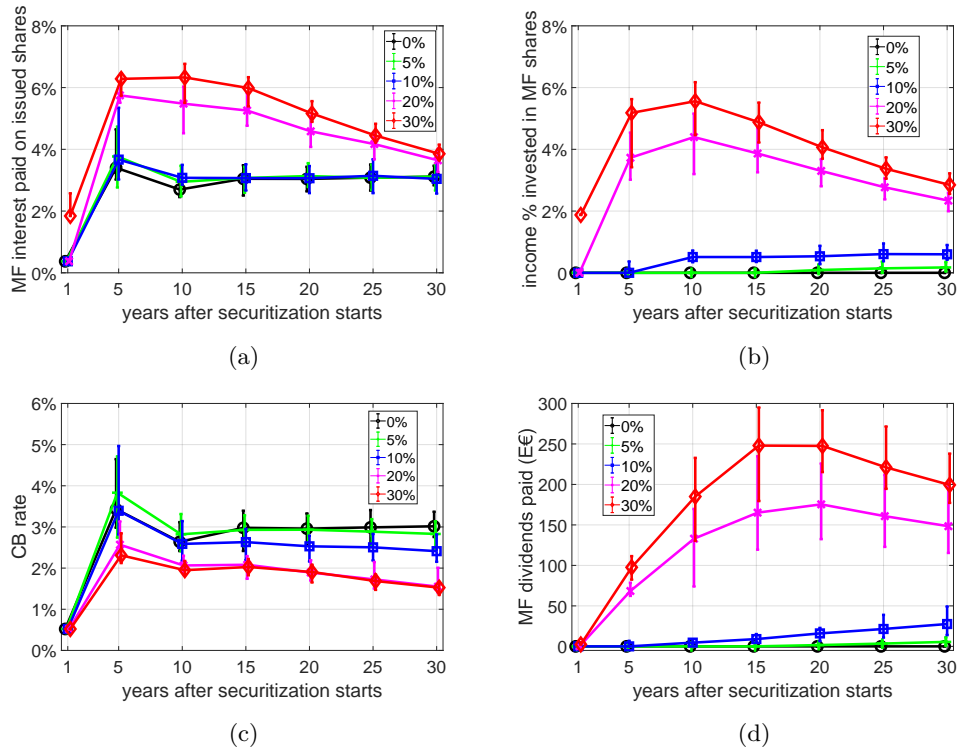 MF interest paid on issued shares
8%
6%
4%
2%
0%
0%
5%
10%
20%
30%
1 5 10 15 20 25 30
years after securitization starts
(a)
income % invested in MF shares
8%
6%
4%
2%
0%
0%
5%
10%
20%
30%
1 5 10 15 20 25 30
years after securitization starts
(b)
CB rate
6%
5%
4%
3%
2%
1%
0%
0%
5%
10%
20%
30%
1 5 10 15 20 25 30
years after securitization starts
(c)
MF dividends paid (E€)
300
250
200
150
100
50
0
0%
5%
10%
20%
30%
1 5 10 15 20 25 30
years after securitization starts
(d)